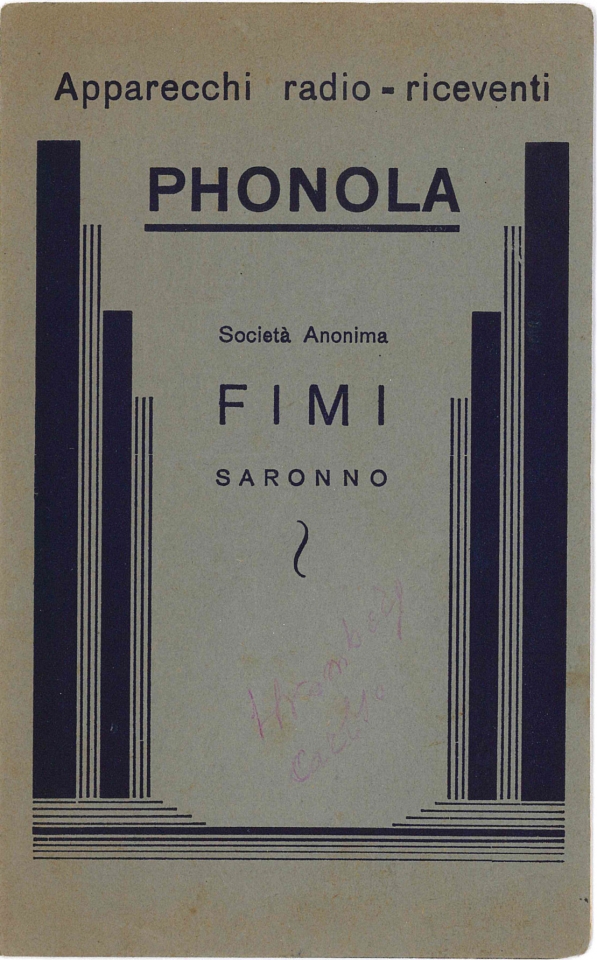 Apparecchi radio-riceventi
PHONOLA
Società Anonima
FIMI
SARONNO